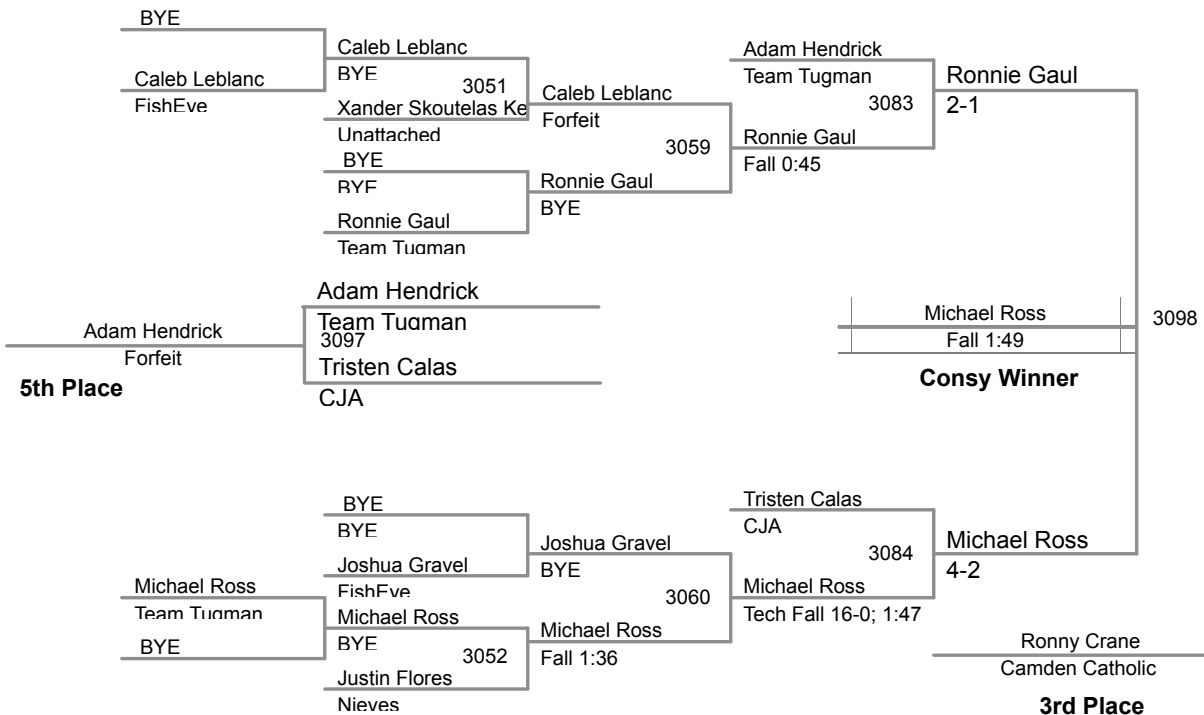 BYE
Caleb Leblanc
FishEye
Caleb Leblanc
BYE
3051
Xander Skoutelas Ke
Unattached
BYE
BYE
Ronnie Gaul
Team Tugman
Caleb Leblanc
Forfeit
3059
Ronnie Gaul
BYE
Adam Hendrick
Team Tugman
3083
Ronnie Gaul
Fall 0:45
Ronnie Gaul
2-1
Adam Hendrick
Forfeit
5th Place
Adam Hendrick
Team Tugman
3097
Tristen Calas
CJA
Michael Ross
Fall 1:49
Consy Winner
3098
Michael Ross
Team Tugman
BYE
BYE
BYE
Joshua Gravel
FishEye
Michael Ross
BYE
3052
Justin Flores
Nieves
Joshua Gravel
BYE
3060
Michael Ross
Fall 1:36
Tristen Calas
CJA
3084
Michael Ross
Tech Fall 16-0; 1:47
Michael Ross
4-2
Ronny Crane
Camden Catholic
3rd Place